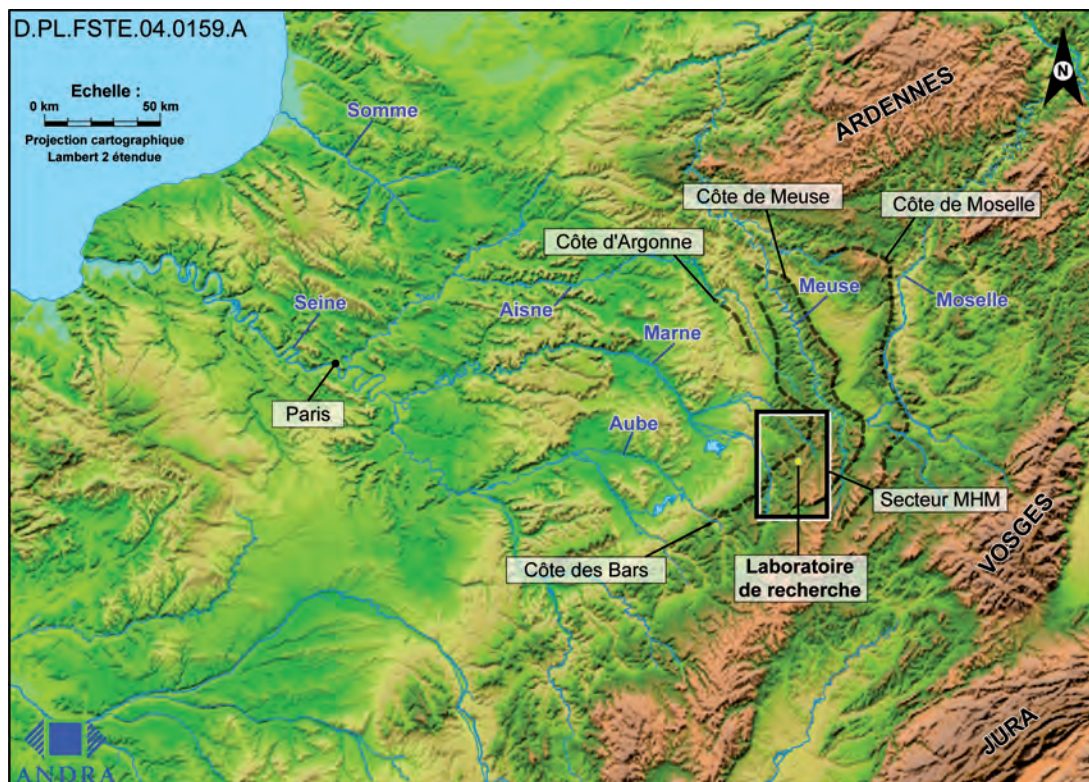 D.PL.FSTE.04.0159.A
Echelle :
0 km
50 km
Projection cartographique
Lambert 2 étendue
N
Somme
ARDENNES
Côte de Meuse
Côte de Moselle
Côte d'Argonne
Meuse
Moselle
Seine
Aisne
Marne
Paris
Aube
Secteur MHM
VOSGES
Côte des Bars
Laboratoire
de recherche
JURA
ANDRA